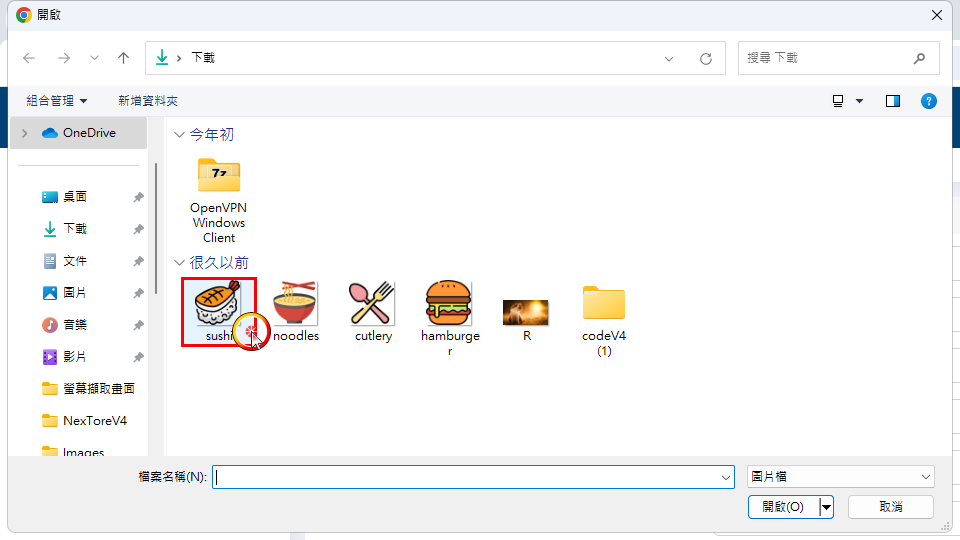 開啟
下載
搜尋 下載
組合管理
新增資料夾
OneDrive
桌面
下載
文件
圖片
音樂
影片
螢幕擷取畫面
NexToreV4
Images
今年初
7z
OpenVPN
Windows
Client
很久以前
sushi
noodles
cutlery
hamburge
r
R
codeV4
(1)
檔案名稱(N):
圖片檔
開啟(O)
取消